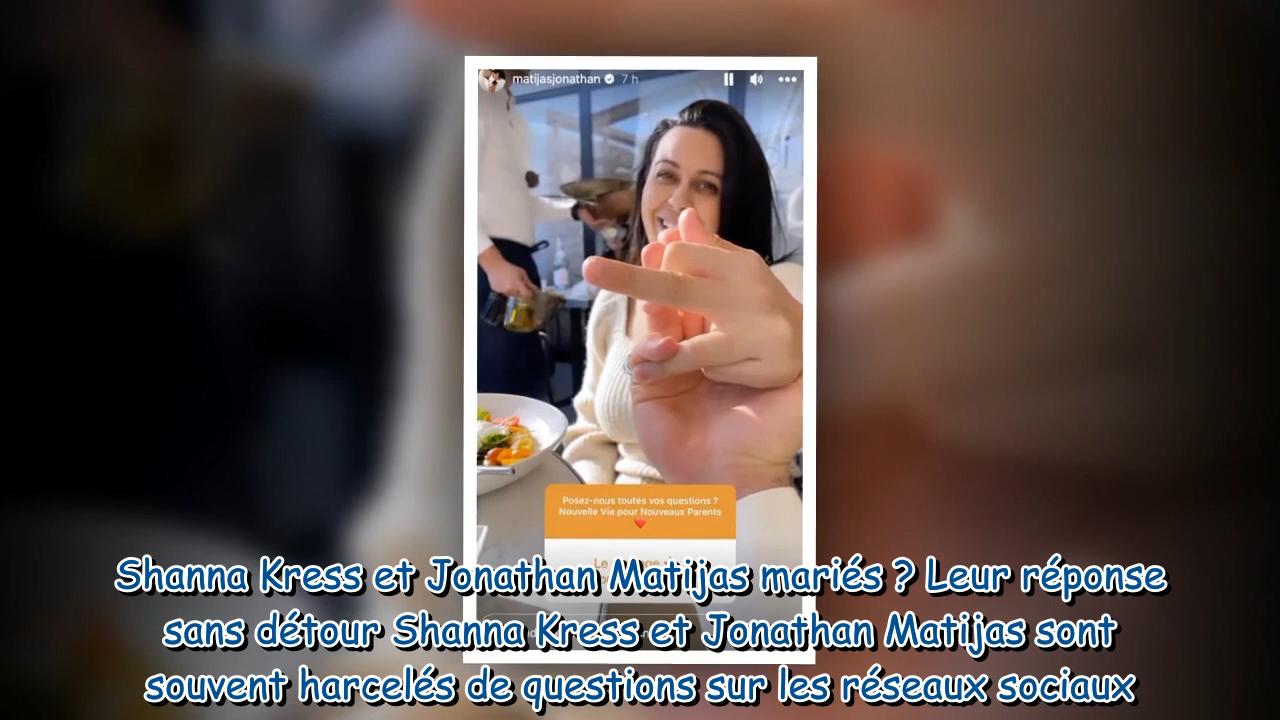 matijasjonathan 7 h
Posez-nous toutes vos questions ?
Nouvelle Vie pour Nouveaux Parents
❤️
Le
Shanna Kress et Jonathan Matijas mariés ? Leur réponse
sans détour Shanna Kress et Jonathan Matijas sont
souvent harcelés de questions sur les réseaux sociaux